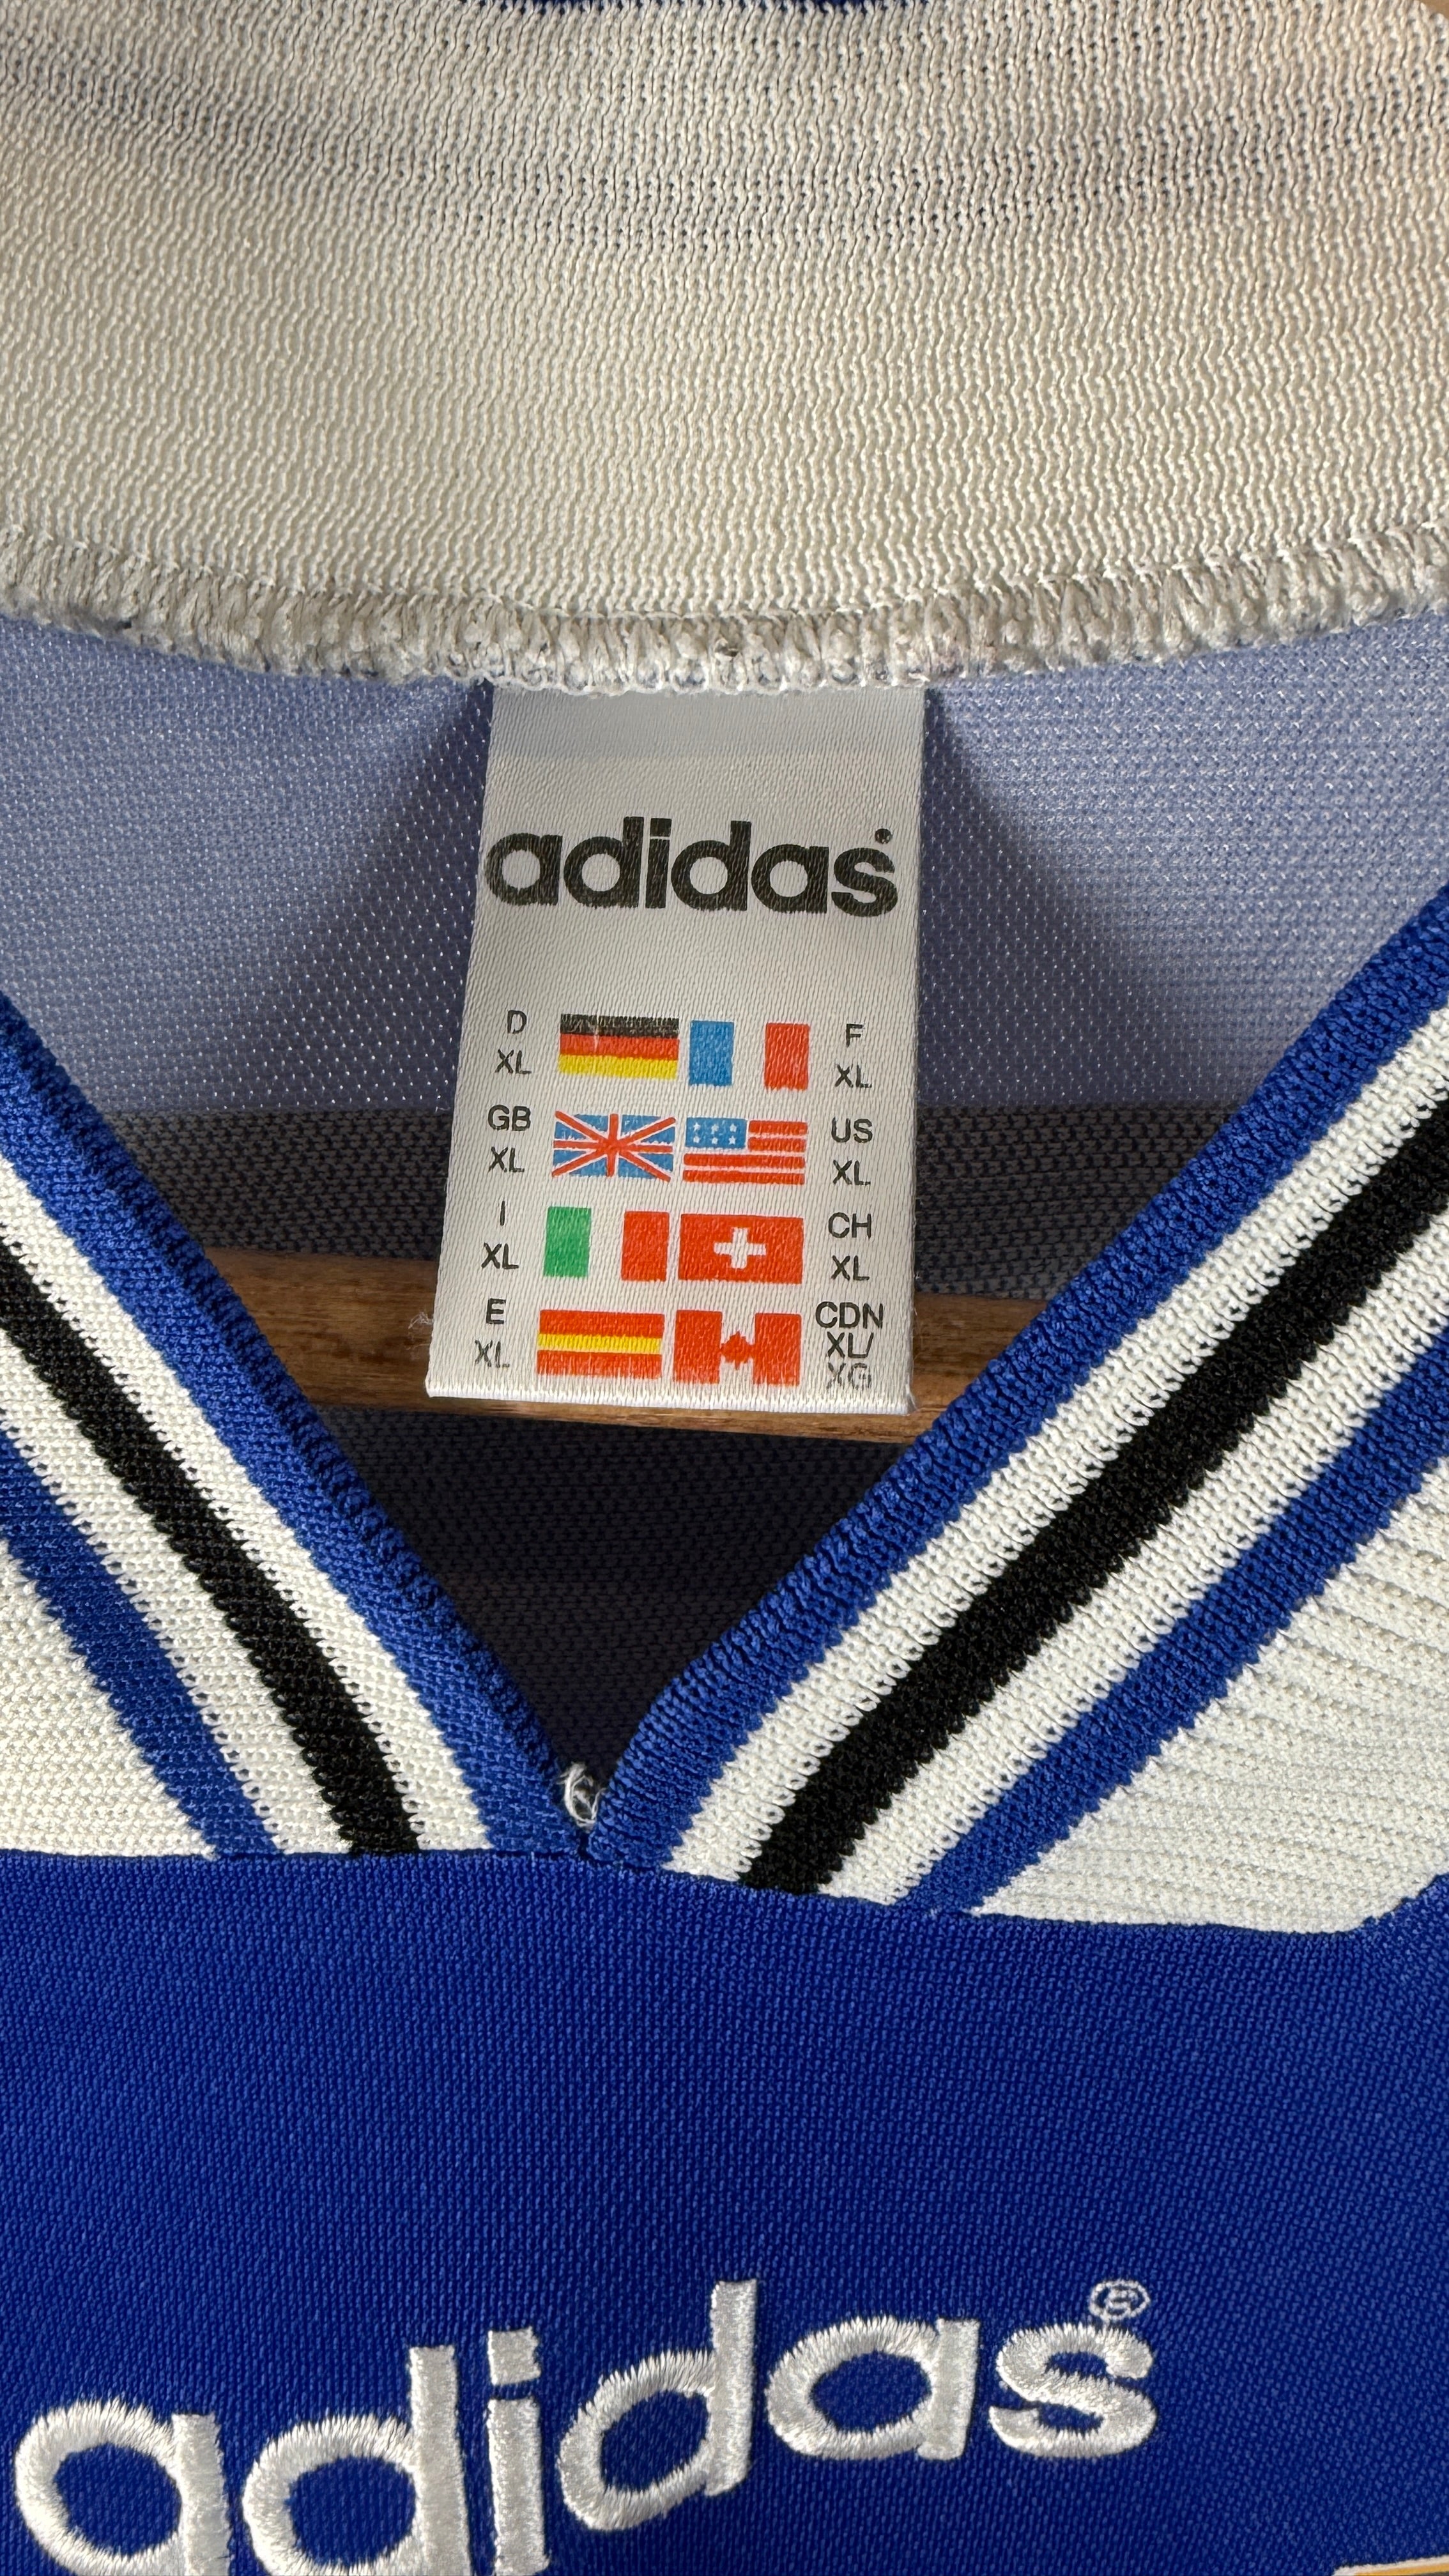 adidas
D F
XL XL
GB US
XL XL
I CH
XL XL
E CDN
XL XL/
XG
adidas®